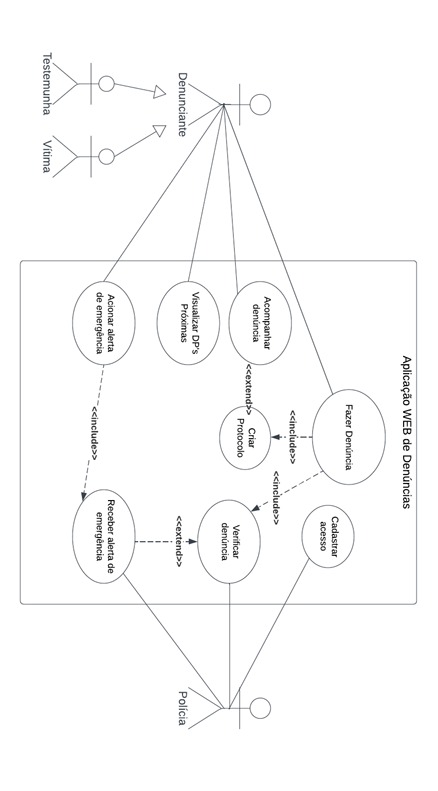 Aplicação WEB de Denúncias
Fazer Denúncia
Cadastrar
acesso
<<include>>
<<include>>
Acompanhar
denúncia
<<extend>>
Criar
Protocolo
Verificar
denúncia
Visualizar DP's
Próximas
<<extend>>
Acionar alerta
de emergência
<<include>>
Receber alerta de
emergência
Denunciante
Polícia
Testemunha
Vítima